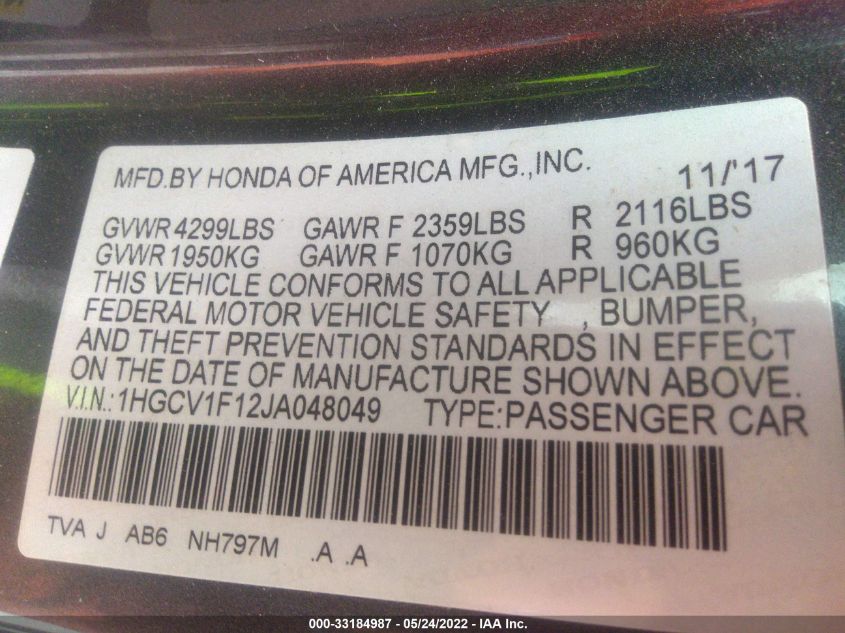 MFD.BY HONDA OF AMERICA MFG.,INC. 11/'17
GVWR 4299LBS GAWR F 2359LBS R 2116LBS
GVWR 1950KG GAWR F 1070KG R 960KG
THIS VEHICLE CONFORMS TO ALL APPLICABLE
FEDERAL MOTOR VEHICLE SAFETY , BUMPER,
AND THEFT PREVENTION STANDARDS IN EFFECT
ON THE DATE OF MANUFACTURE SHOWN ABOVE.
V.I.N.:1HGCV1F12JA048049 TYPE:PASSENGER CAR
TVA J AB6 NH797M .A .A
000-33184987 - 05/24/2022 - IAA Inc.